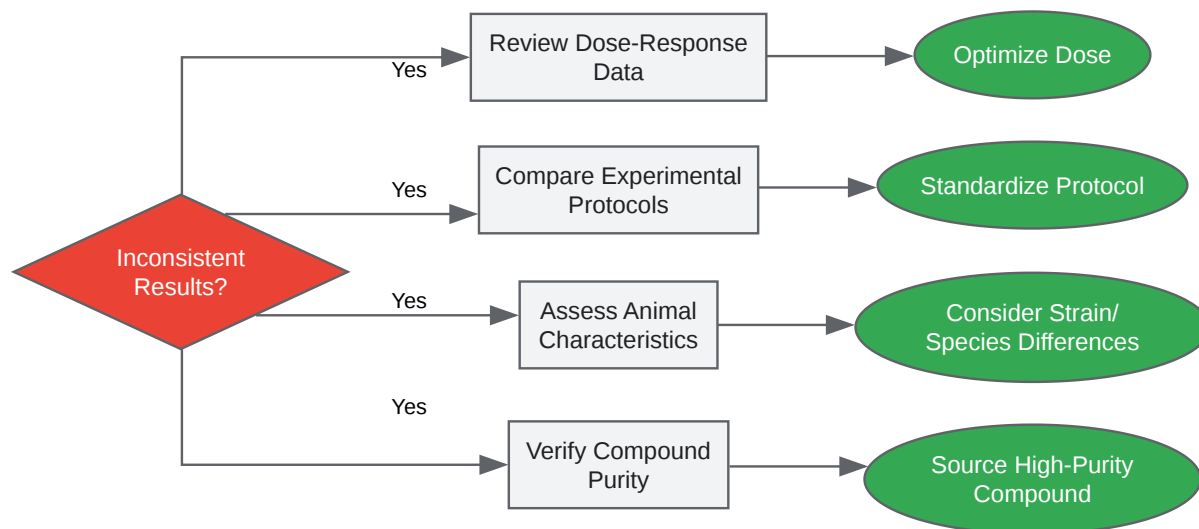 Review Dose-Response
Data
Yes
Optimize Dose
Compare Experimental
Protocols
Yes
Standardize Protocol
Inconsistent
Results?
Assess Animal
Characteristics
Yes
Consider Strain/
Species Differences
Verify Compound
Purity
Yes
Source High-Purity
Compound